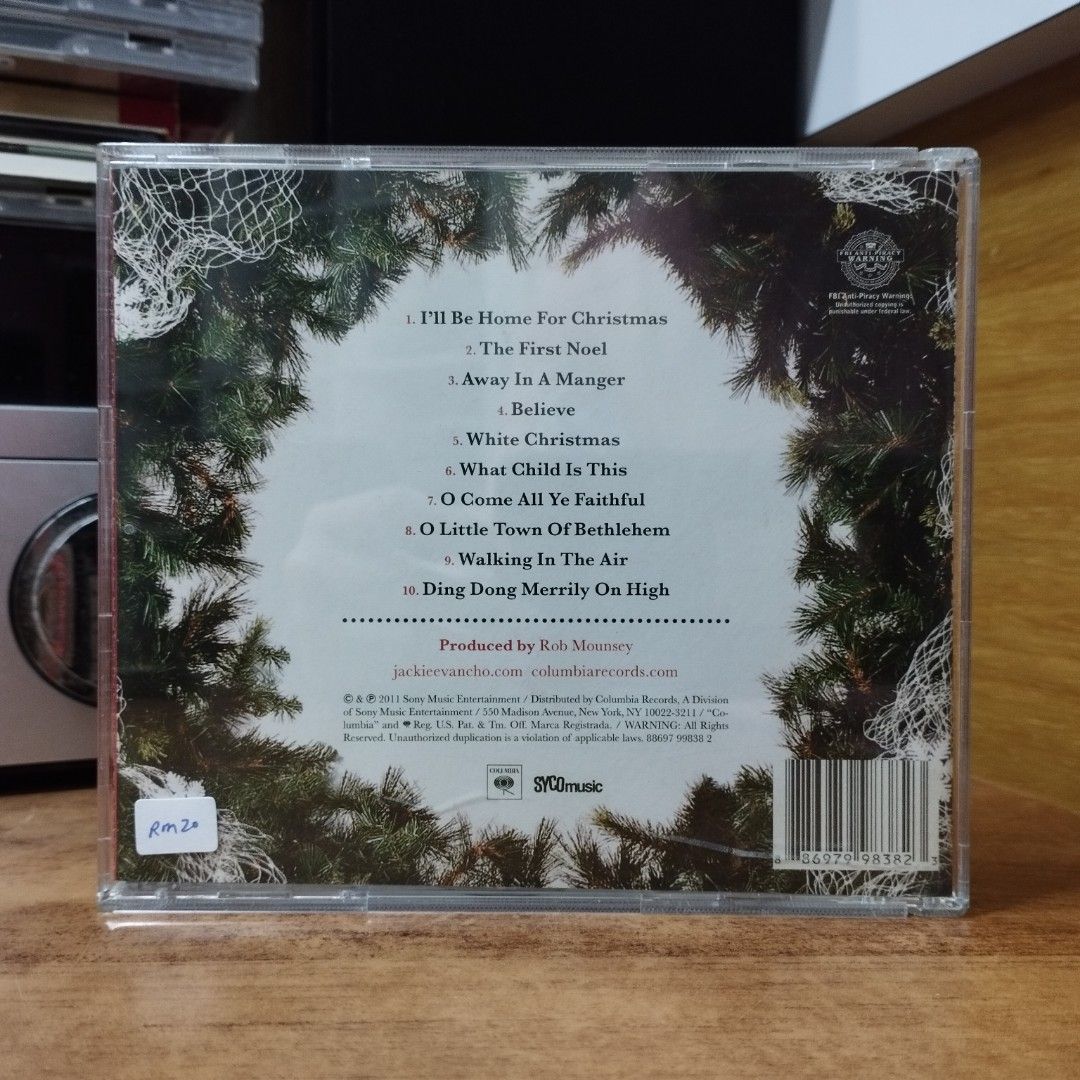 FBI ANTI-PIRACY
WARNING
FBI Anti-Piracy Warning:
Unauthorized copying is
punishable under federal law.
1. I'll Be Home For Christmas
2. The First Noel
3. Away In A Manger
4. Believe
5. White Christmas
6. What Child Is This
7. O Come All Ye Faithful
8. O Little Town Of Bethlehem
9. Walking In The Air
10. Ding Dong Merrily On High
Produced by Rob Mounsey
jackieevancho.com columbiarecords.com
© & ℗ 2011 Sony Music Entertainment / Distributed by Columbia Records, A Division
of Sony Music Entertainment / 550 Madison Avenue, New York, NY 10022-3211 / "Co-
lumbia" and Reg. U.S. Pat. & Tm. Off. Marca Registrada. / WARNING: All Rights
Reserved. Unauthorized duplication is a violation of applicable laws. 88697 99838 2
COLUMBIA
SYCOmusic
RM20
8 86979 98382 3